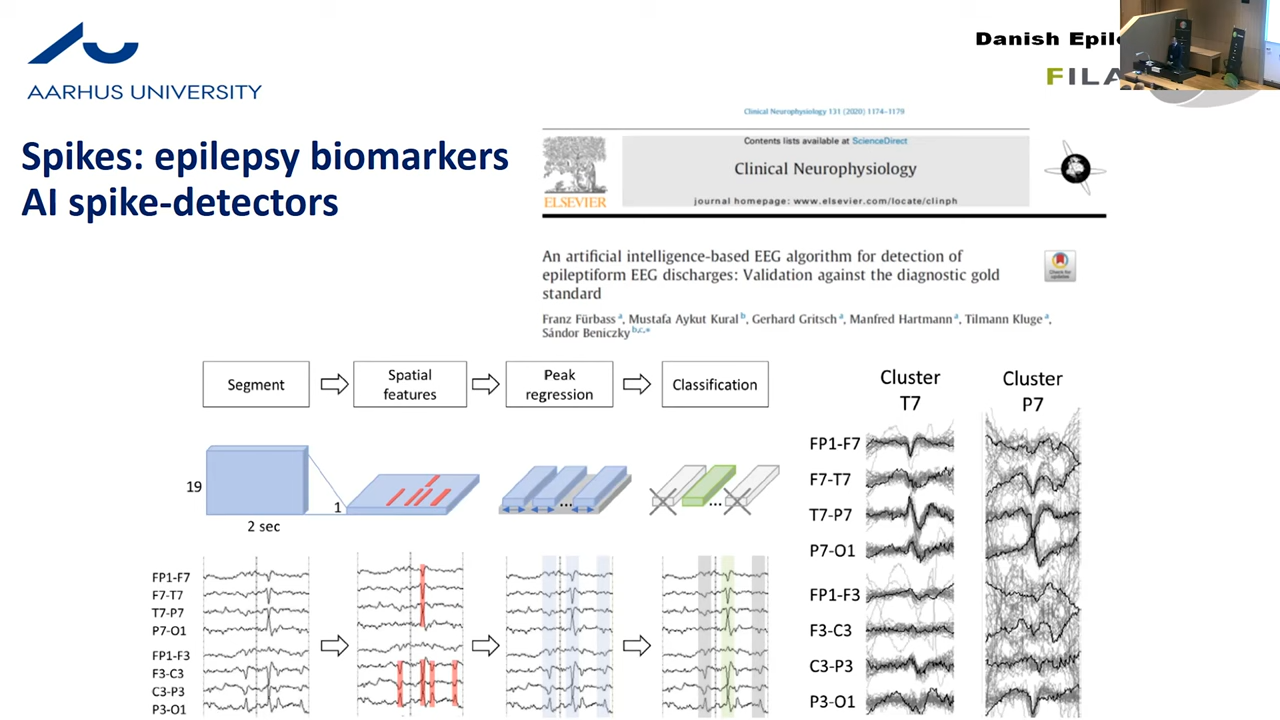 AARHUS UNIVERSITY
Danish
FILA
Spikes: epilepsy biomarkers
AI spike-detectors
Clinical Neurophysiology 131 (2020) 1174–1179
Contents lists available at ScienceDirect
Clinical Neurophysiology
journal homepage: www.elsevier.com/locate/clinph
ELSEVIER
An artificial intelligence-based EEG algorithm for detection of
epileptiform EEG discharges: Validation against the diagnostic gold
standard
Check for
updates
Franz Fürbass a, Mustafa Aykut Kural b, Gerhard Gritsch a, Manfred Hartmann a, Tilmann Kluge a,
Sándor Beniczky b,c,*
Segment
Spatial
features
Peak
regression
Classification
19
2 sec
1
...
...
FP1-F7
F7-T7
T7-P7
P7-O1
FP1-F3
F3-C3
C3-P3
P3-O1
Cluster
T7
Cluster
P7
FP1-F7
F7-T7
T7-P7
P7-O1
FP1-F3
F3-C3
C3-P3
P3-O1